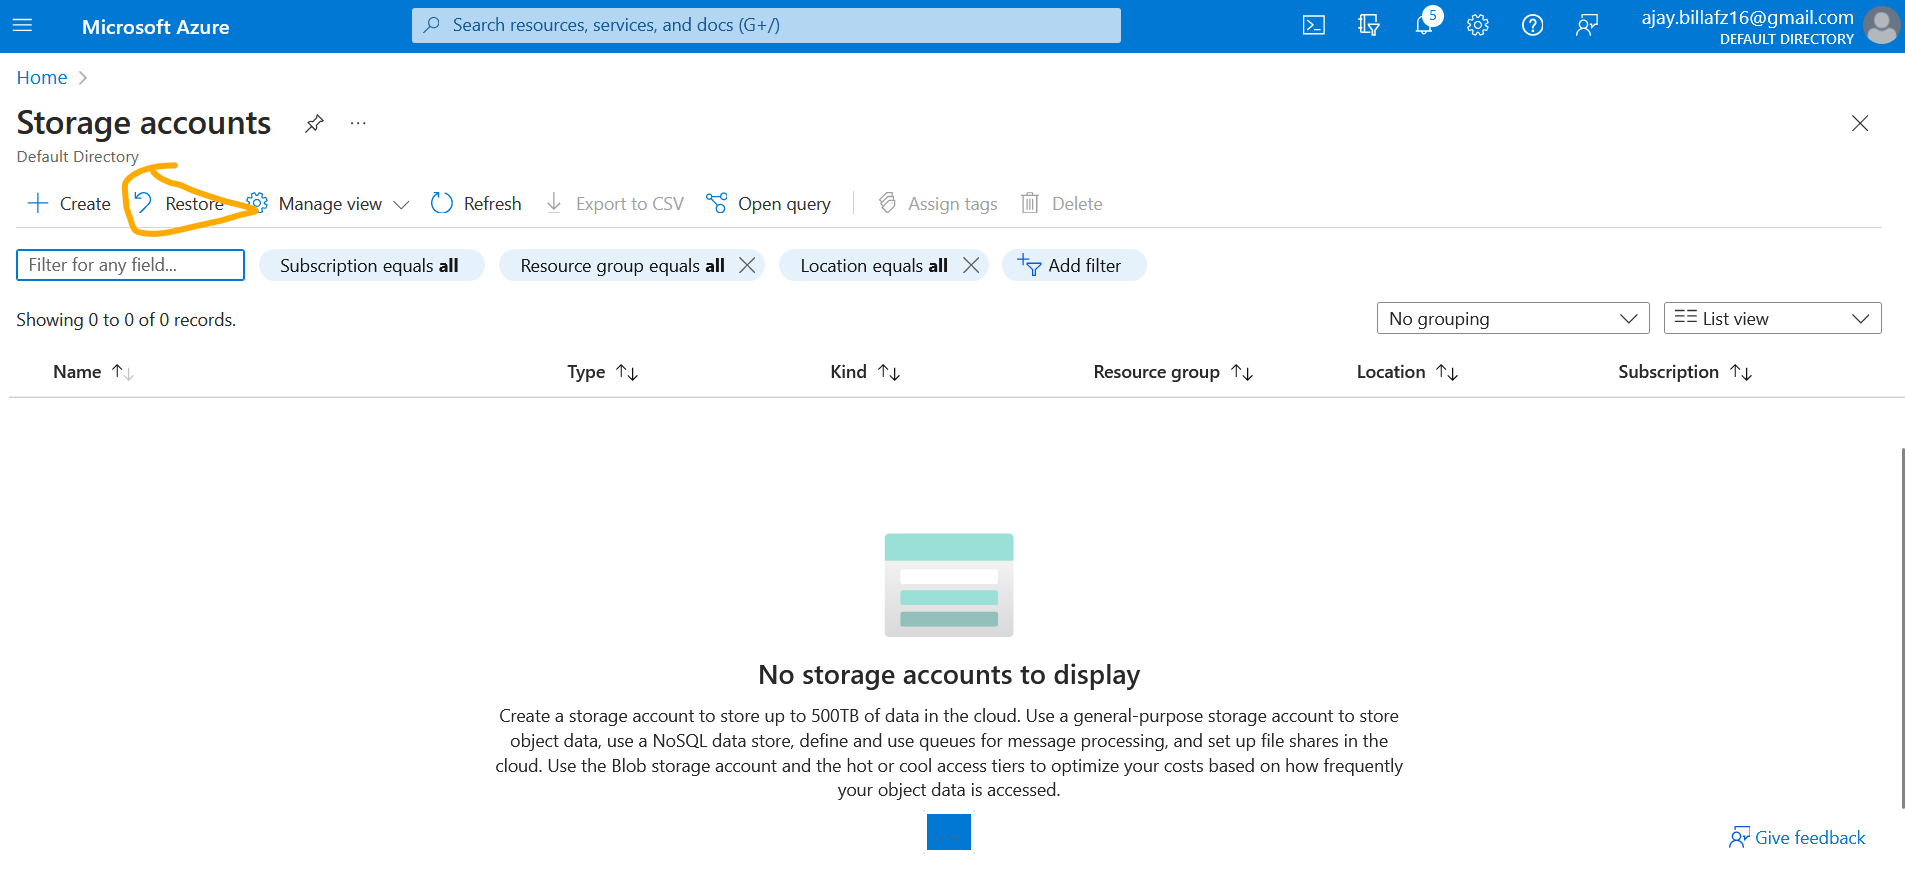 Microsoft Azure
Search resources, services, and docs (G+/)
5
ajay.billafz16@gmail.com
DEFAULT DIRECTORY
Home
Storage accounts
Default Directory
Create Restore Manage view Refresh Export to CSV Open query Assign tags Delete
Filter for any field... Subscription equals all Resource group equals all Location equals all Add filter
Showing 0 to 0 of 0 records.
No grouping List view
Name Type Kind Resource group Location Subscription
No storage accounts to display
Create a storage account to store up to 500TB of data in the cloud. Use a general-purpose storage account to store
object data, use a NoSQL data store, define and use queues for message processing, and set up file shares in the
cloud. Use the Blob storage account and the hot or cool access tiers to optimize your costs based on how frequently
your object data is accessed.
Give feedback